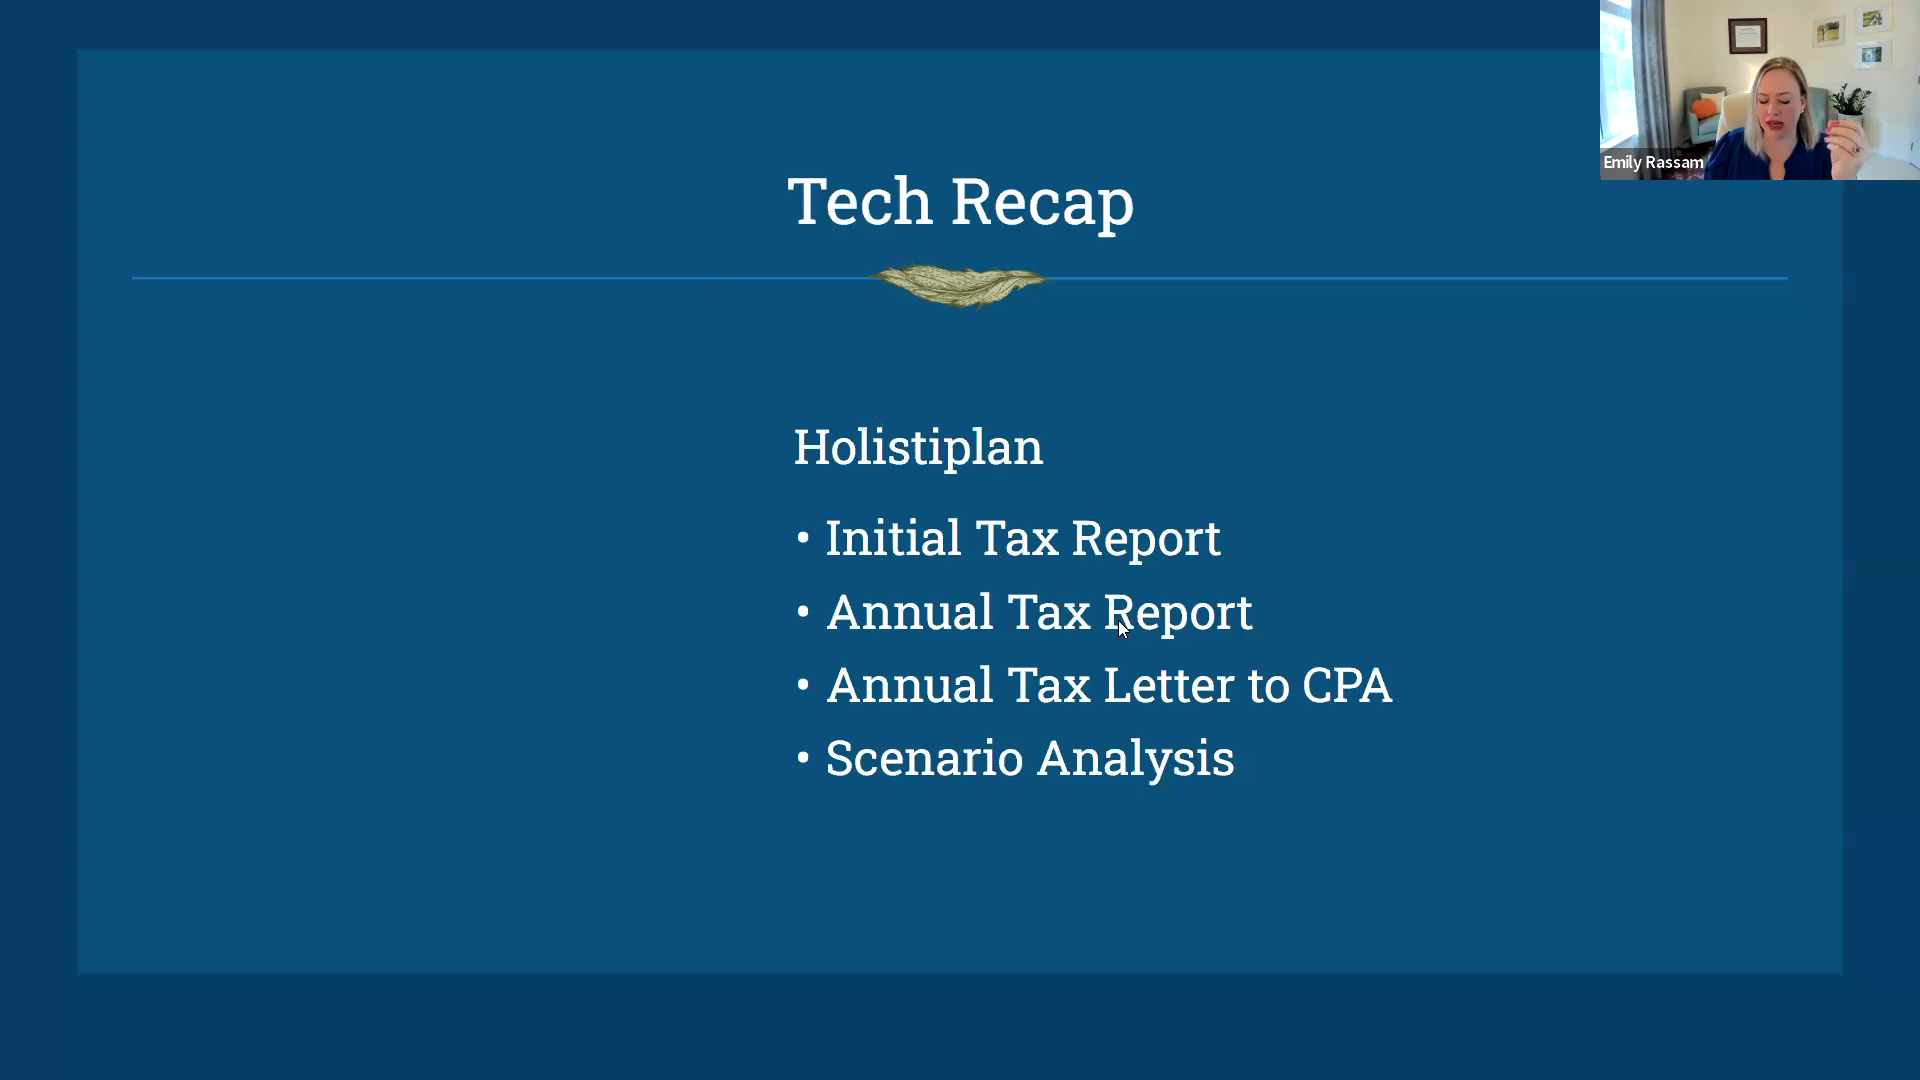 Emily Rassam
Tech Recap
Holistiplan
• Initial Tax Report
• Annual Tax Report
• Annual Tax Letter to CPA
• Scenario Analysis